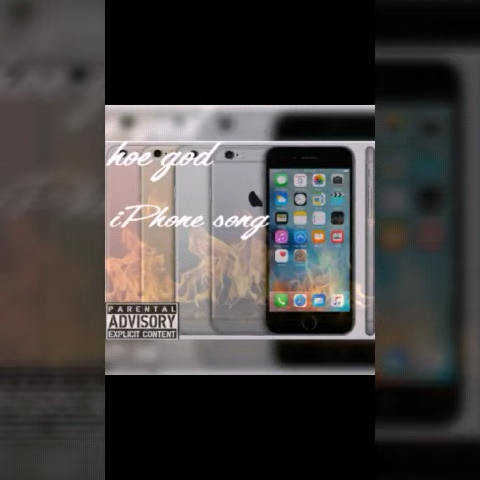 hoe god
iPhone song
PARENTAL
ADVISORY
EXPLICIT CONTENT